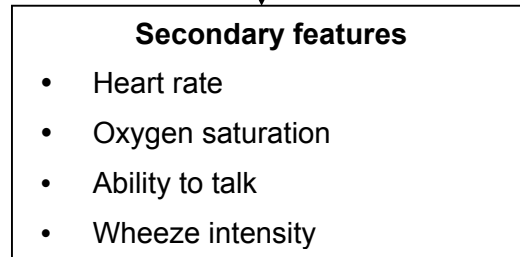 Secondary features
• Heart rate
• Oxygen saturation
• Ability to talk
• Wheeze intensity